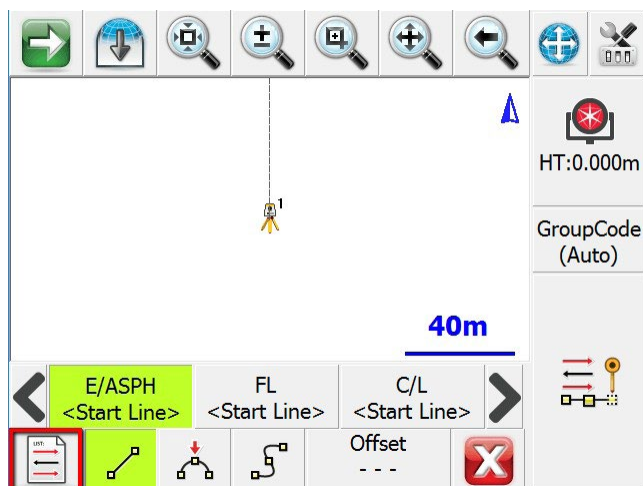 HT:0.000m
1
GroupCode
(Auto)
40m
E/ASPH
<Start Line>
FL
<Start Line>
C/L
<Start Line>
LIST:
Offset
- - -